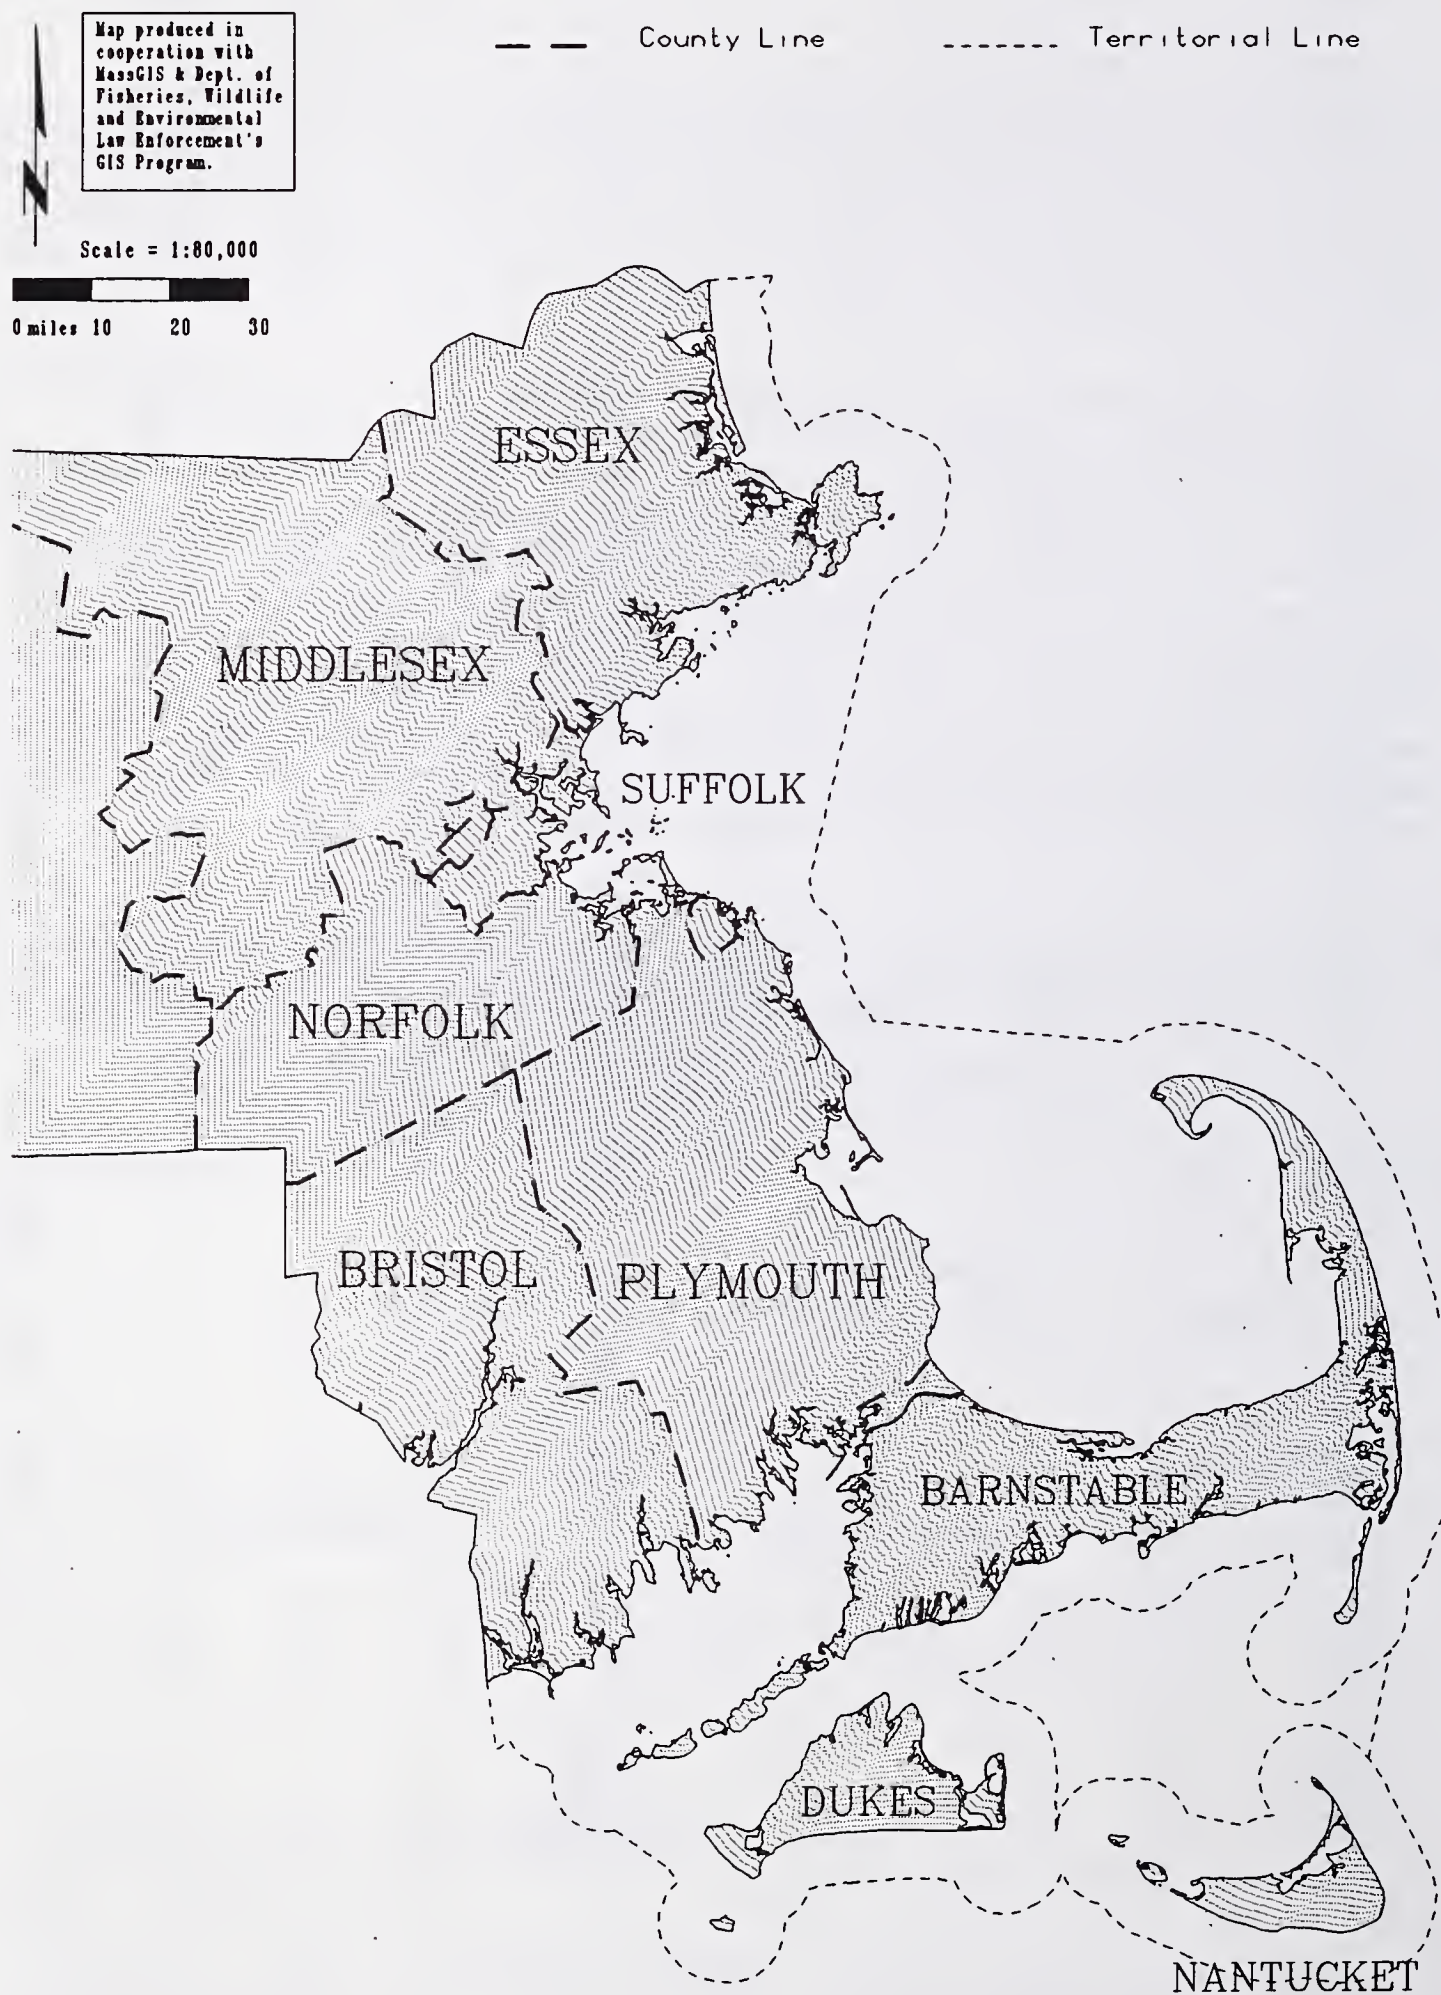 Map produced in
cooperation with
MassGIS & Dept. of
Fisheries, Wildlife
and Environmental
Law Enforcement's
GIS Program.
County Line
Territorial Line
N
Scale = 1:80,000
0 miles 10 20 30
ESSEX
MIDDLESEX
SUFFOLK
NORFOLK
BRISTOL
PLYMOUTH
BARNSTABLE
DUKES
NANTUCKET